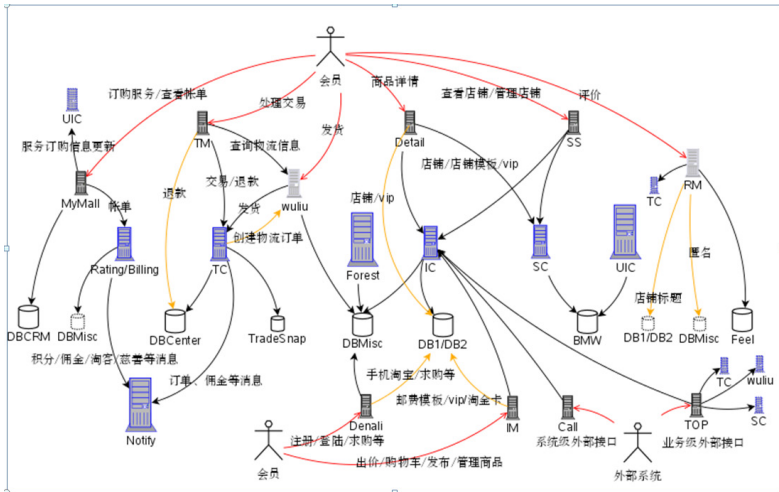 会员
订购服务/查看帐单
商品详情
查看店铺/管理店铺
评价
处理交易
发货
UIC
TM
Detail
SS
服务订购信息更新
查询物流信息
店铺/店铺模板/vip
RM
MyMall
退款
交易/退款
wuliu
店铺/vip
TC
帐单
发货
匿名
创建物流订单
Rating/Billing
TC
Forest
IC
SC
UIC
店铺标题
DBCRM
DBMisc
DBCenter
TradeSnap
DBMisc
DB1/DB2
BMW
DB1/DB2
DBMisc
Feel
积分/佣金/淘客/慈善等消息
订单、佣金等消息
手机淘宝/求购等
TC
wuliu
邮费模板/vip/淘金卡
Notify
Denali
IM
Call
TOP
SC
注册/登陆/求购等
系统级外部接口
业务级外部接口
出价/购物车/发布/管理商品
会员
外部系统